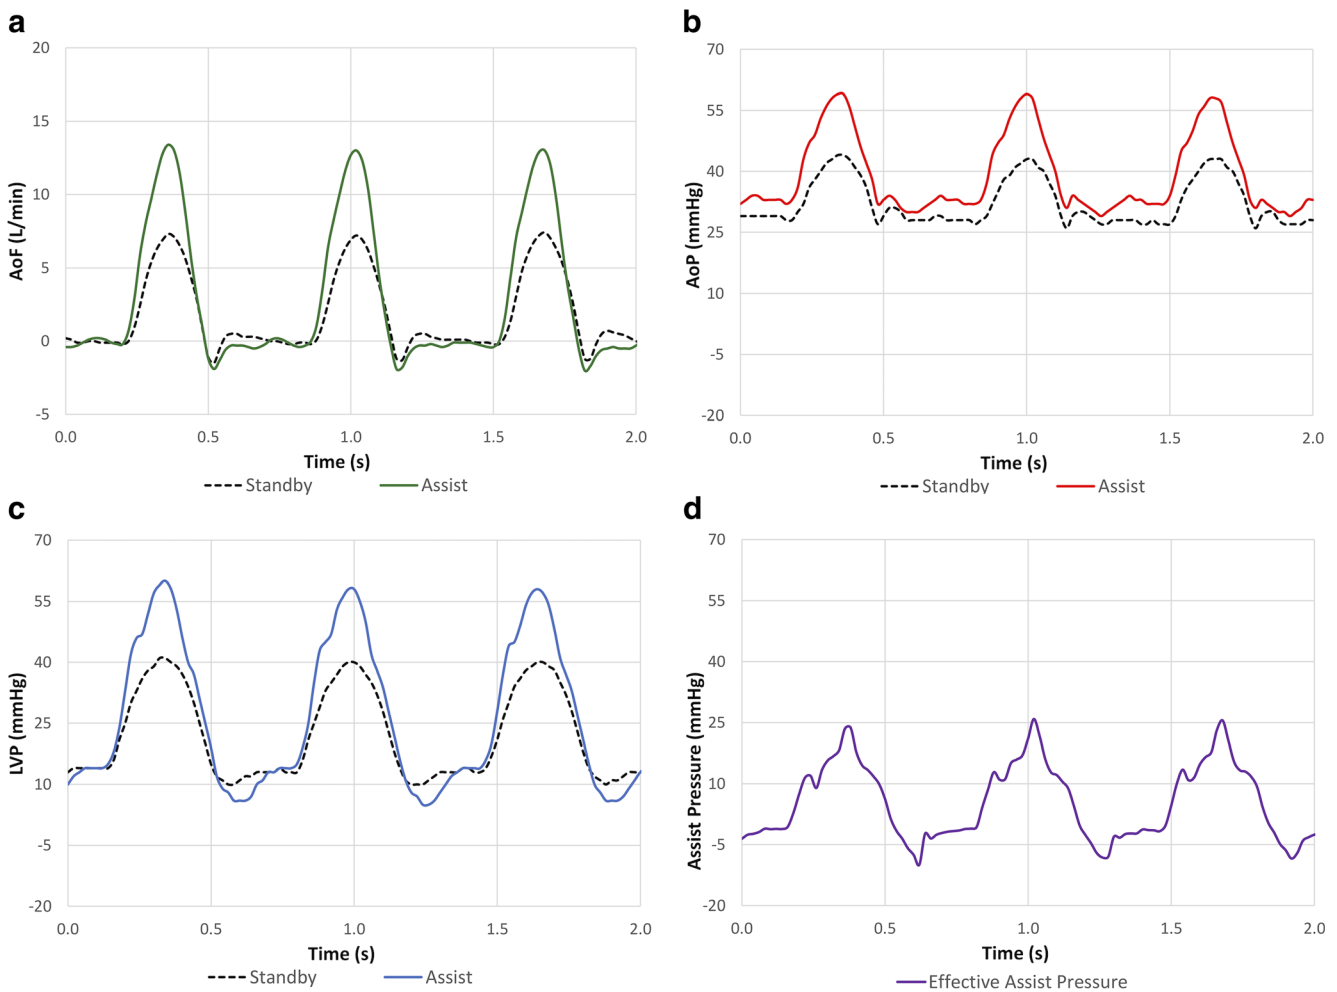 a
20
15
10
5
0
-5
AoF (L/min)
0.0 0.5 1.0 1.5 2.0
Time (s)
Standby Assist
b
70
55
40
25
10
-5
-20
AoP (mmHg)
0.0 0.5 1.0 1.5 2.0
Time (s)
Standby Assist
c
70
55
40
25
10
-5
-20
LVP (mmHg)
0.0 0.5 1.0 1.5 2.0
Time (s)
Standby Assist
d
70
55
40
25
10
-5
-20
Assist Pressure (mmHg)
0.0 0.5 1.0 1.5 2.0
Time (s)
Effective Assist Pressure